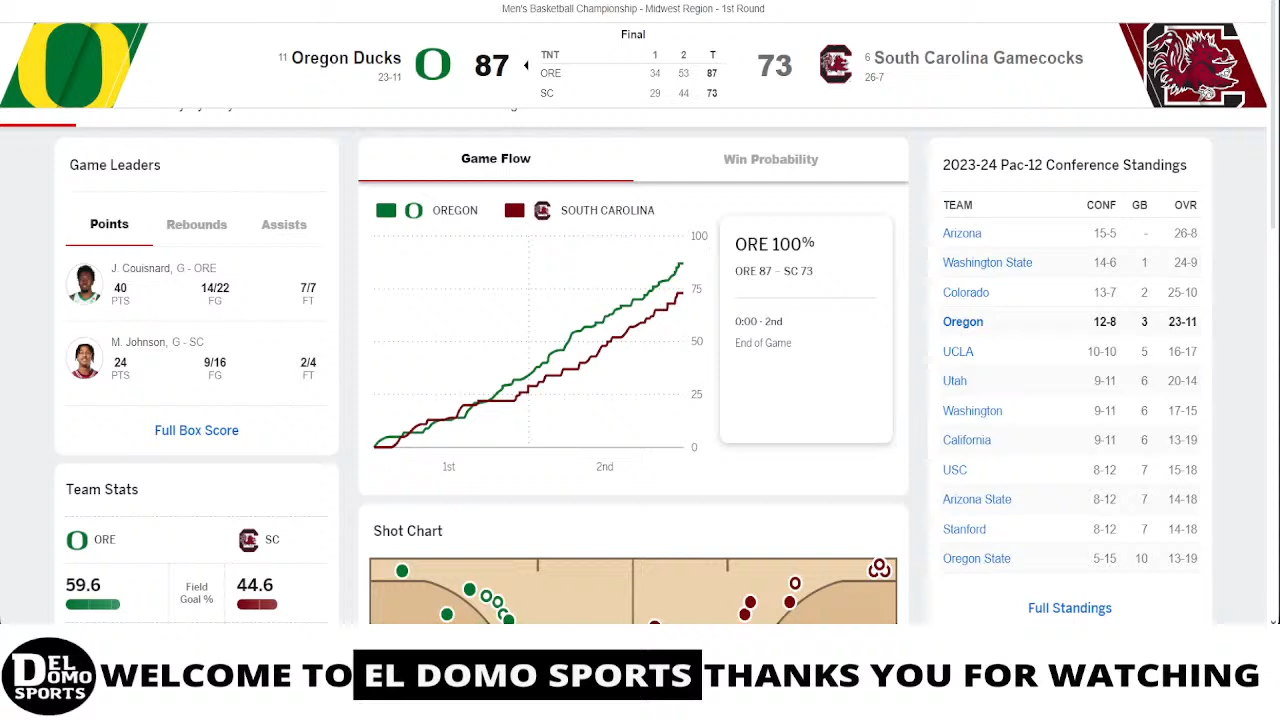 Men's Basketball Championship - Midwest Region - 1st Round
11 Oregon Ducks
23-11
87
Final
TNT 1 2 T
ORE 34 53 87
SC 29 44 73
73
6 South Carolina Gamecocks
26-7
Game Leaders
Points Rebounds Assists
J. Couisnard, G - ORE
40 14/22 7/7
PTS FG FT
M. Johnson, G - SC
24 9/16 2/4
PTS FG FT
Full Box Score
Team Stats
ORE SC
59.6 Field Goal % 44.6
Game Flow Win Probability
OREGON SOUTH CAROLINA
100
75
50
25
0
1st 2nd
ORE 100%
ORE 87 – SC 73
0:00 - 2nd
End of Game
Shot Chart
2023-24 Pac-12 Conference Standings
TEAM CONF GB OVR
Arizona 15-5 - 26-8
Washington State 14-6 1 24-9
Colorado 13-7 2 25-10
Oregon 12-8 3 23-11
UCLA 10-10 5 16-17
Utah 9-11 6 20-14
Washington 9-11 6 17-15
California 9-11 6 13-19
USC 8-12 7 15-18
Arizona State 8-12 7 14-18
Stanford 8-12 7 14-18
Oregon State 5-15 10 13-19
Full Standings
DEL DOMO SPORTS
WELCOME TO EL DOMO SPORTS THANKS YOU FOR WATCHING